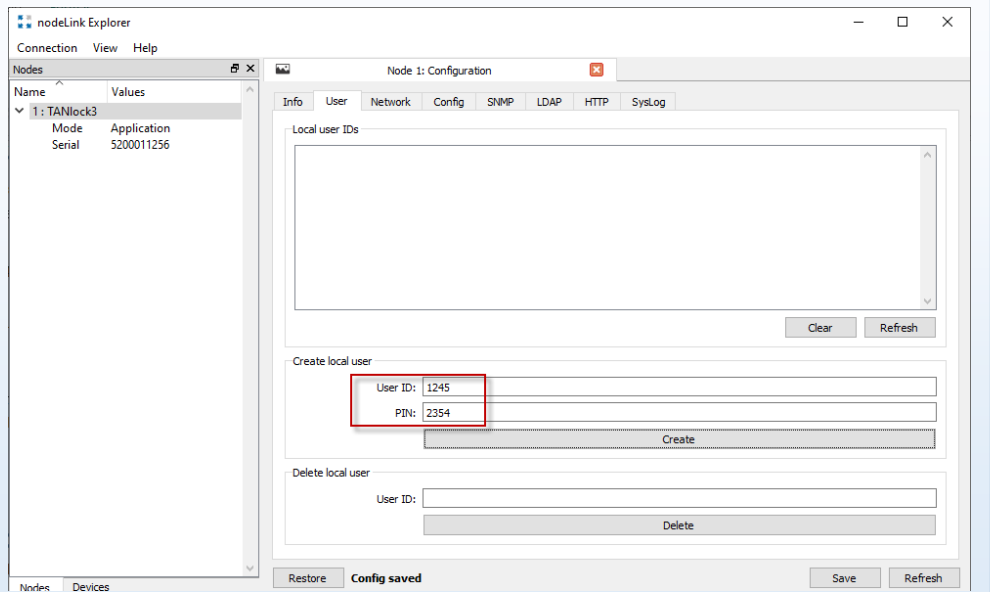 nodeLink Explorer
Connection View Help
Nodes
Name Values
1 : TANlock3
Mode Application
Serial 5200011256
Nodes Devices
Node 1: Configuration
Info User Network Config SNMP LDAP HTTP SysLog
Local user IDs
Clear Refresh
Create local user
User ID: 1245
PIN: 2354
Create
Delete local user
User ID:
Delete
Restore Config saved Save Refresh